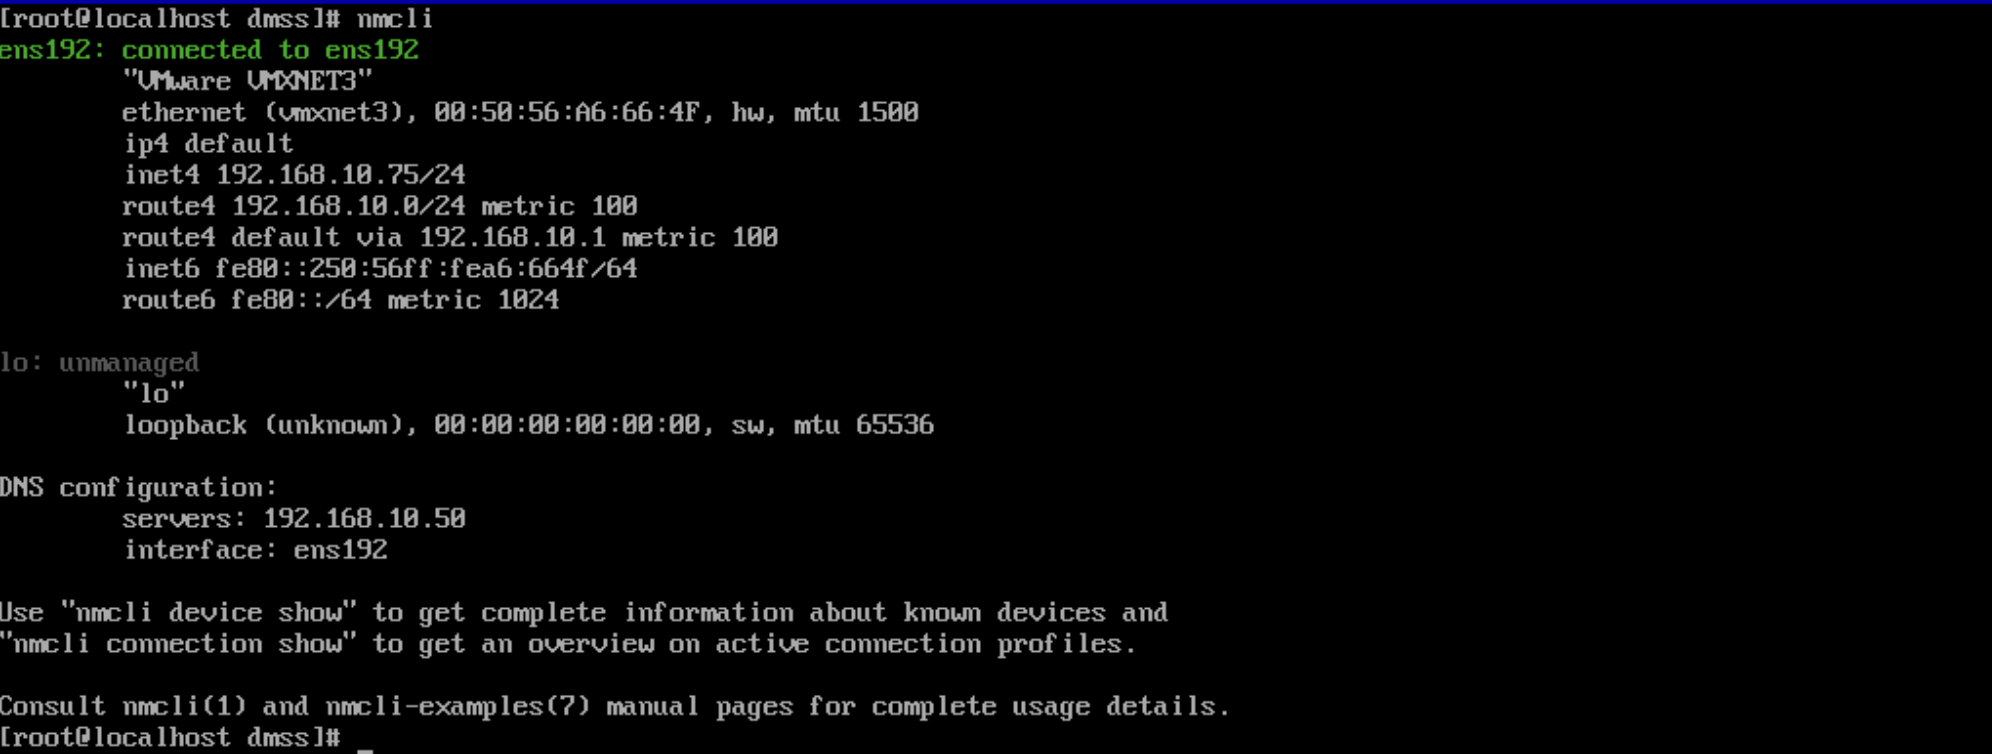 [root@localhost dmss]# nmcli
ens192: connected to ens192
"VMware VMXNET3"
ethernet (vmxnet3), 00:50:56:A6:66:4F, hw, mtu 1500
ip4 default
inet4 192.168.10.75/24
route4 192.168.10.0/24 metric 100
route4 default via 192.168.10.1 metric 100
inet6 fe80::250:56ff:fea6:664f/64
route6 fe80::/64 metric 1024
lo: unmanaged
"lo"
loopback (unknown), 00:00:00:00:00:00, sw, mtu 65536
DNS configuration:
servers: 192.168.10.50
interface: ens192
Use "nmcli device show" to get complete information about known devices and
"nmcli connection show" to get an overview on active connection profiles.
Consult nmcli(1) and nmcli-examples(7) manual pages for complete usage details.
[root@localhost dmss]#